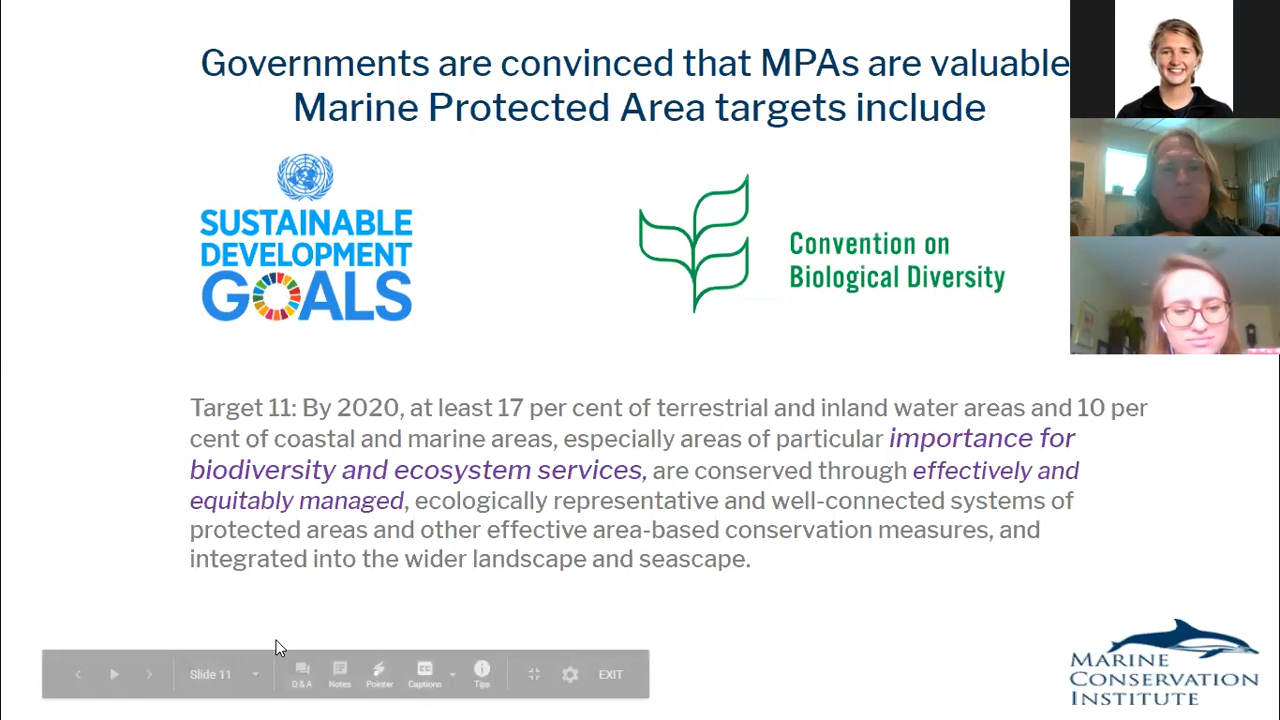 Governments are convinced that MPAs are valuable
Marine Protected Area targets include
SUSTAINABLE
DEVELOPMENT
GOALS
Convention on
Biological Diversity
Target 11: By 2020, at least 17 per cent of terrestrial and inland water areas and 10 per
cent of coastal and marine areas, especially areas of particular importance for
biodiversity and ecosystem services, are conserved through effectively and
equitably managed, ecologically representative and well-connected systems of
protected areas and other effective area-based conservation measures, and
integrated into the wider landscape and seascape.
Slide 11
Q & A
Notes
Pointer
CC
Captions
Tips
EXIT
MARINE
CONSERVATION
INSTITUTE